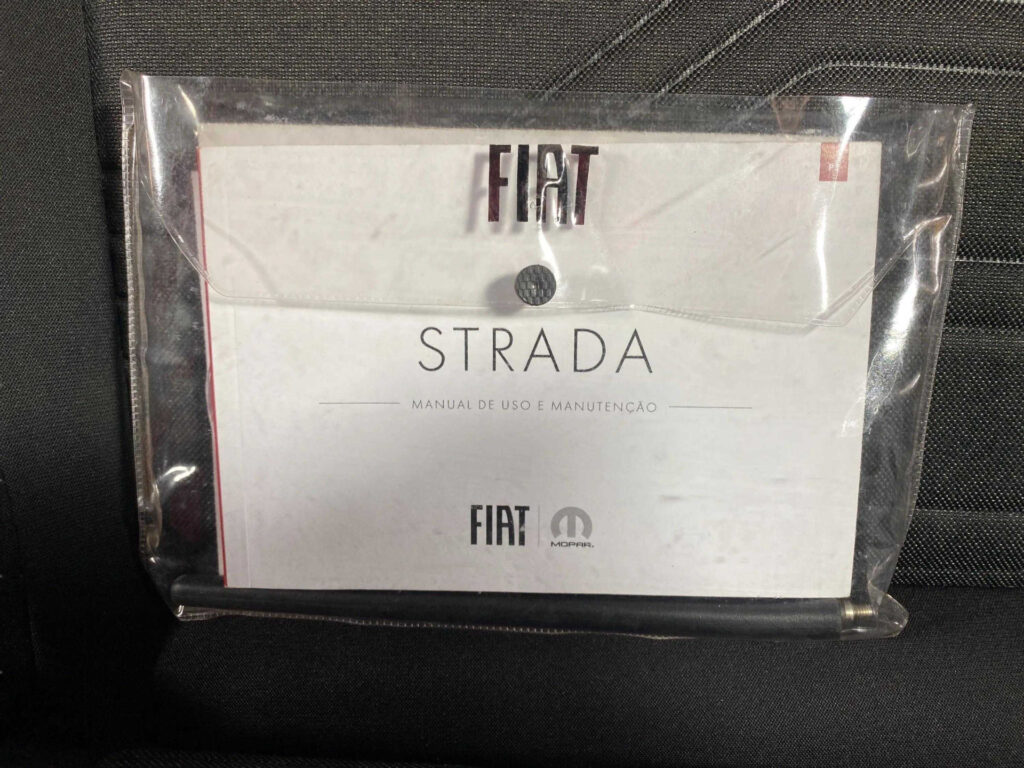 FIAT
STRADA
MANUAL DE USO E MANUTENÇÃO
FIAT
MOPAR